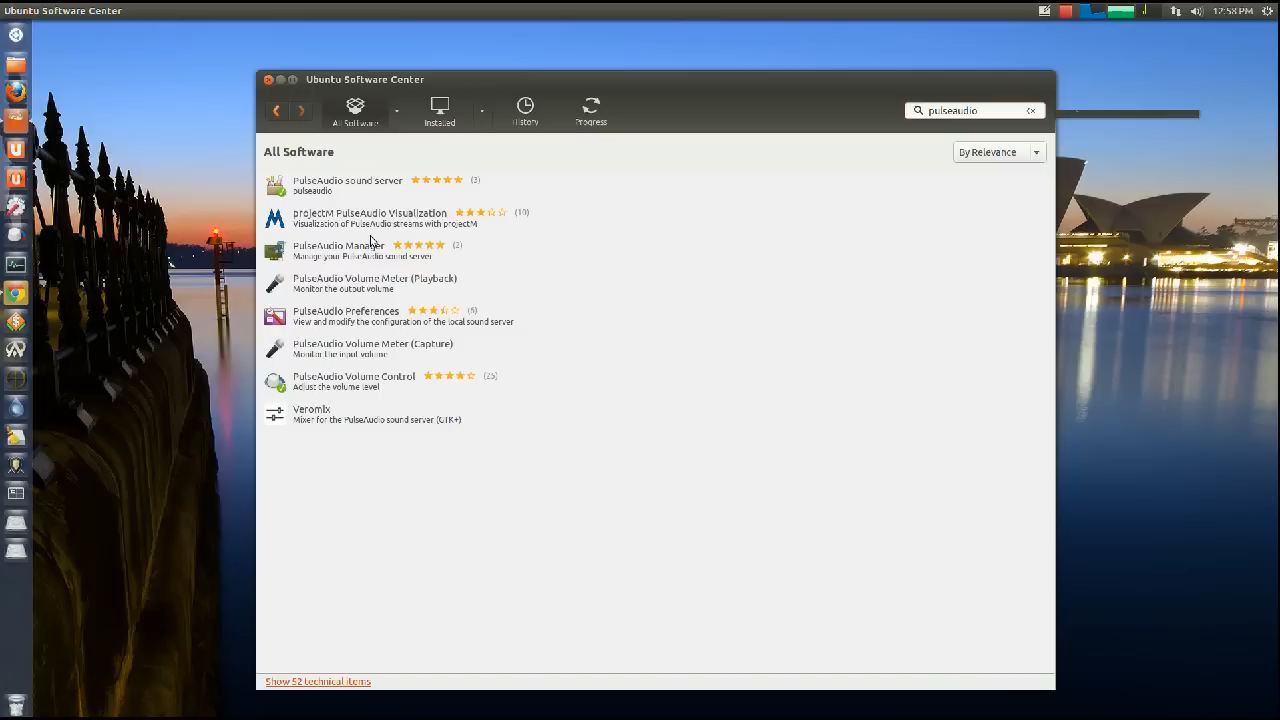 Ubuntu Software Center
12:58 PM
Ubuntu Software Center
All Software
Installed
History
Progress
pulseaudio
All Software
By Relevance
PulseAudio sound server (3)
pulseaudio
projectM PulseAudio Visualization (10)
Visualization of PulseAudio streams with projectM
PulseAudio Manager (2)
Manage your PulseAudio sound server
PulseAudio Volume Meter (Playback)
Monitor the output volume
PulseAudio Preferences (6)
View and modify the configuration of the local sound server
PulseAudio Volume Meter (Capture)
Monitor the input volume
PulseAudio Volume Control (26)
Adjust the volume level
Veromix
Mixer for the PulseAudio sound server (GTK+)
Show 52 technical items